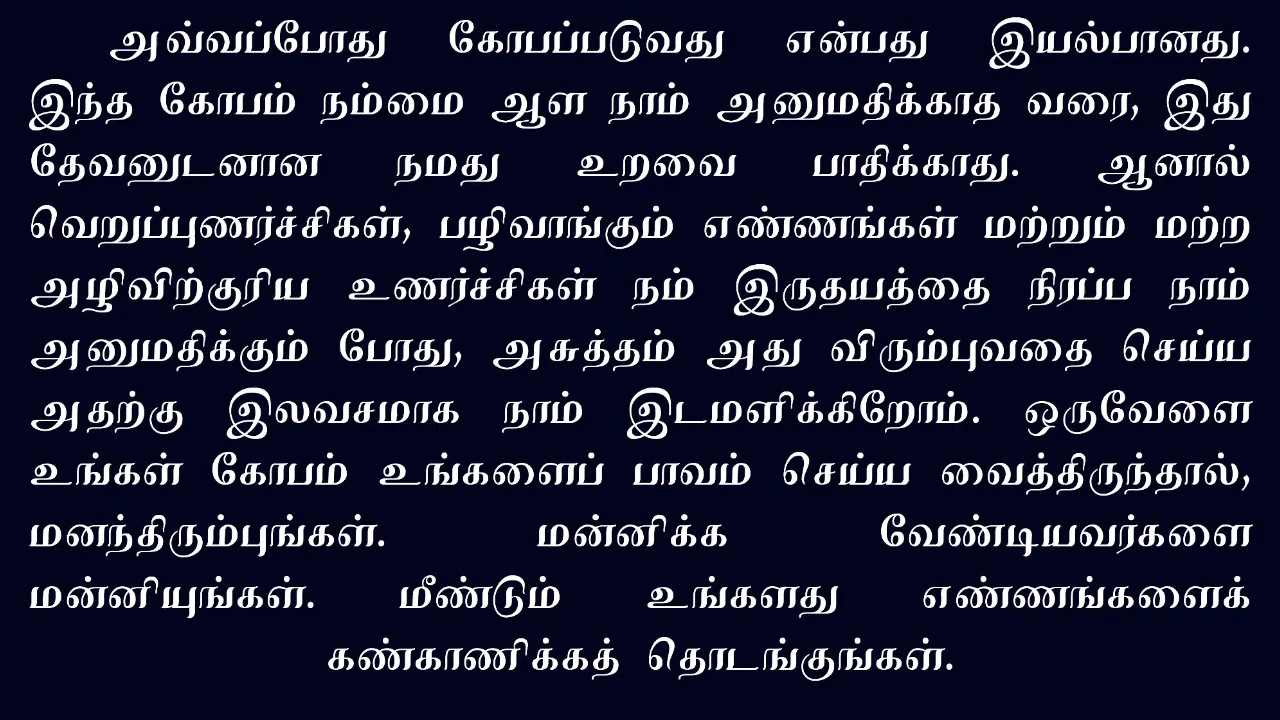 அவ்வப்போது கோபப்படுவது என்பது இயல்பானது.
இந்த கோபம் நம்மை ஆள நாம் அனுமதிக்காத வரை, இது
தேவனுடனான நமது உறவை பாதிக்காது. ஆனால்
வெறுப்புணர்ச்சிகள், பழிவாங்கும் எண்ணங்கள் மற்றும் மற்ற
அழிவிற்குரிய உணர்ச்சிகள் நம் இருதயத்தை நிரப்ப நாம்
அனுமதிக்கும் போது, அசுத்தம் அது விரும்புவதை செய்ய
அதற்கு இலவசமாக நாம் இடமளிக்கிறோம். ஒருவேளை
உங்கள் கோபம் உங்களைப் பாவம் செய்ய வைத்திருந்தால்,
மனந்திரும்புங்கள். மன்னிக்க வேண்டியவர்களை
மன்னியுங்கள். மீண்டும் உங்களது எண்ணங்களைக்
கண்காணிக்கத் தொடங்குங்கள்.